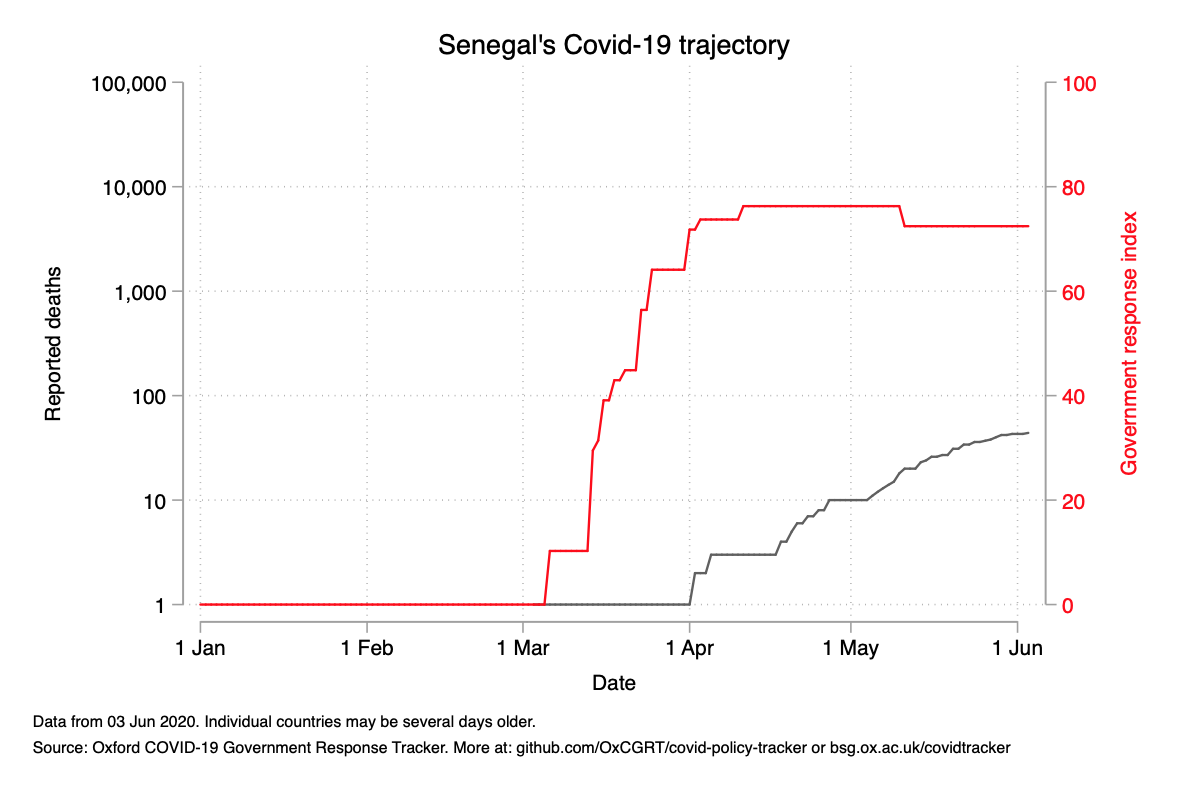 Senegal's Covid-19 trajectory
100,000
10,000
1,000
100
10
1
Reported deaths
100
80
60
40
20
0
Government response index
1 Jan 1 Feb 1 Mar 1 Apr 1 May 1 Jun
Date
Data from 03 Jun 2020. Individual countries may be several days older.
Source: Oxford COVID-19 Government Response Tracker. More at: github.com/OxCGRT/covid-policy-tracker or bsg.ox.ac.uk/covidtracker